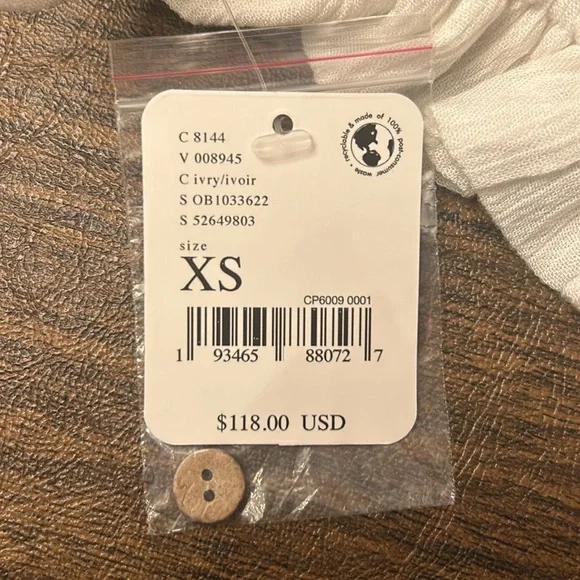 C 8144
V 008945
C ivry/ivoir
S OB1033622
S 52649803
recyclable & made of 100% post-consumer waste •
size
XS
CP6009 0001
1 93465 88072 7
$118.00 USD